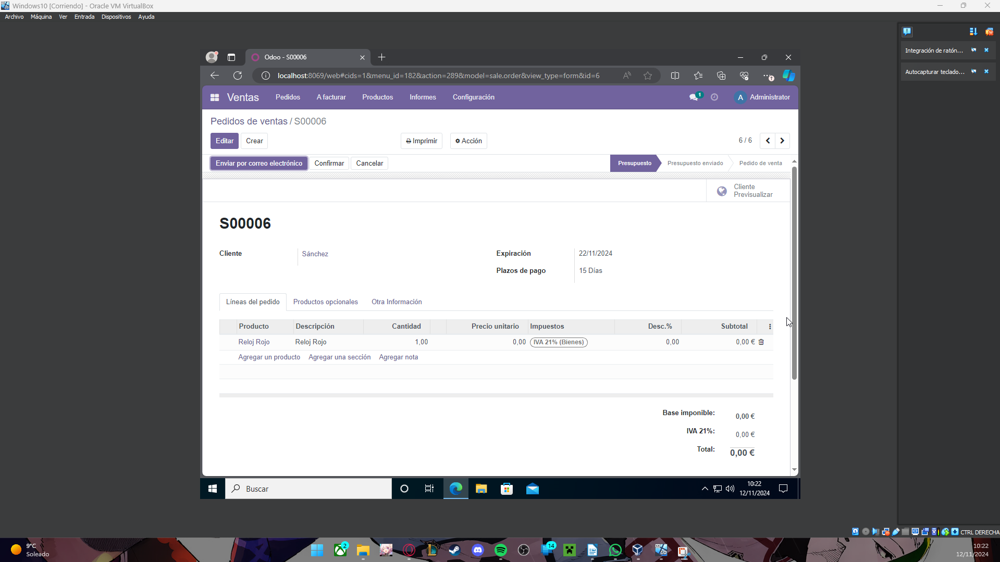 Windows10 [Corriendo] - Oracle VM VirtualBox
Archivo Máquina Ver Entrada Dispositivos Ayuda
Integración de ratón...
Autocapturar teclado...
Odoo - S00006
localhost:8069/web#cids=1&menu_id=182&action=289&model=sale.order&view_type=form&id=6
Ventas Pedidos A facturar Productos Informes Configuración 1 A Administrator
Pedidos de ventas / S00006
Editar Crear Imprimir Acción 6 / 6
Enviar por correo electrónico Confirmar Cancelar Presupuesto Presupuesto enviado Pedido de venta
Cliente
Previsualizar
S00006
Cliente Sánchez Expiración 22/11/2024
Plazos de pago 15 Días
Líneas del pedido Productos opcionales Otra Información
Producto Descripción Cantidad Precio unitario Impuestos Desc.% Subtotal
Reloj Rojo Reloj Rojo 1,00 0,00 IVA 21% (Bienes) 0,00 0,00 €
Agregar un producto Agregar una sección Agregar nota
Base imponible: 0,00 €
IVA 21%: 0,00 €
Total: 0,00 €
Buscar
10:22
12/11/2024
CTRL DERECHA
9°C
Soleado
2
14
10:22
12/11/2024